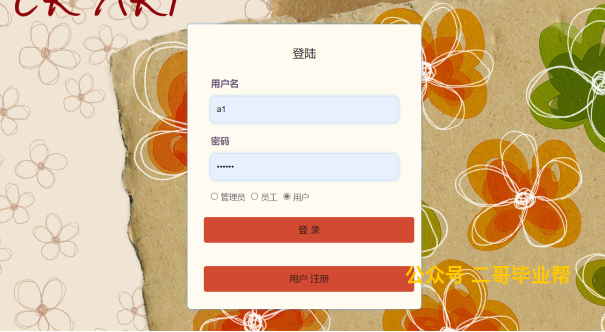 登陆
用户名
a1
密码
••••••
管理员 员工 用户
登 录
用户 注册
公众号 二哥毕业帮